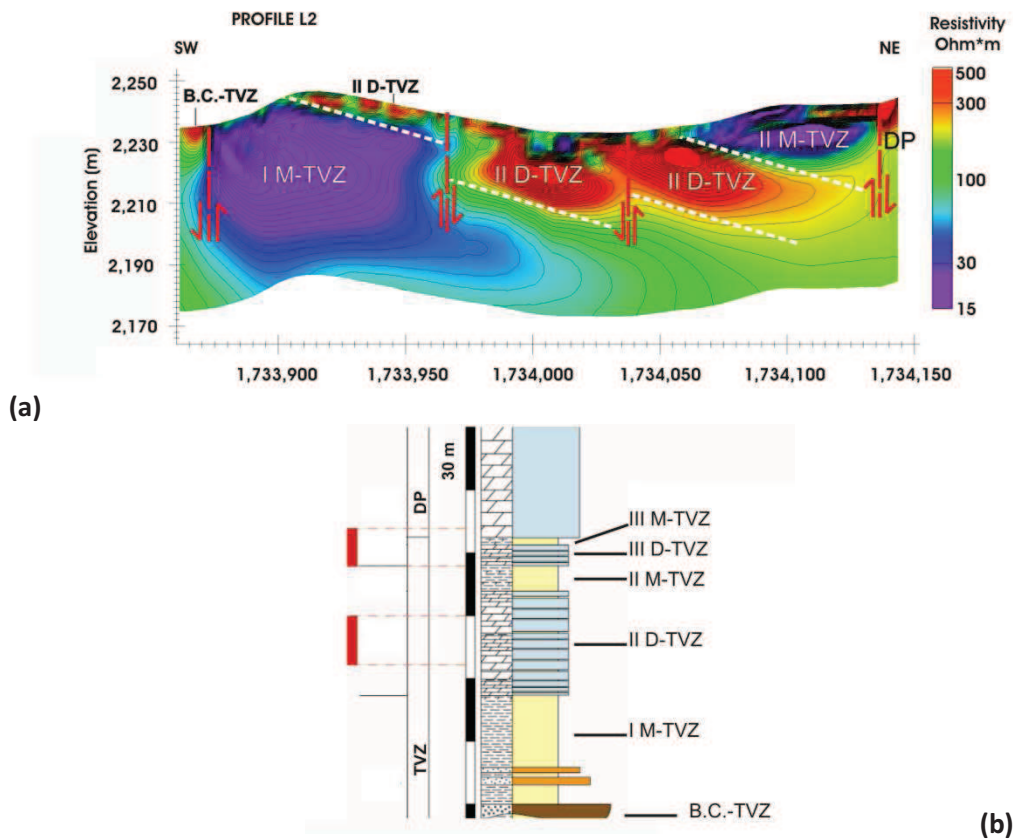 PROFILE L2
SW
NE
Resistivity
Ohm*m
B.C.-TVZ
II D-TVZ
I M-TVZ
II D-TVZ
II D-TVZ
II M-TVZ
DP
Elevation (m)
2,250
2,230
2,210
2,190
2,170
500
300
100
30
15
1,733,900
1,733,950
1,734,000
1,734,050
1,734,100
1,734,150
(a)
30 m
DP
TVZ
III M-TVZ
III D-TVZ
II M-TVZ
II D-TVZ
I M-TVZ
B.C.-TVZ
(b)